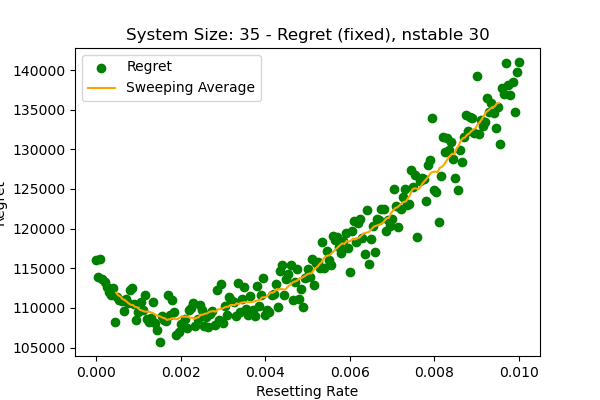 System Size: 35 - Regret (fixed), nstable 30
Regret
Sweeping Average
140000
135000
130000
125000
120000
115000
110000
105000
Regret
0.000
0.002
0.004
0.006
0.008
0.010
Resetting Rate